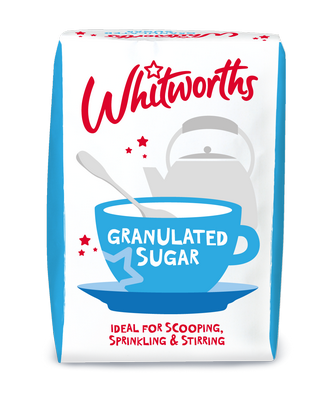 Whitworths
GRANULATED
SUGAR
IDEAL FOR SCOOPING,
SPRINKLING & STIRRING